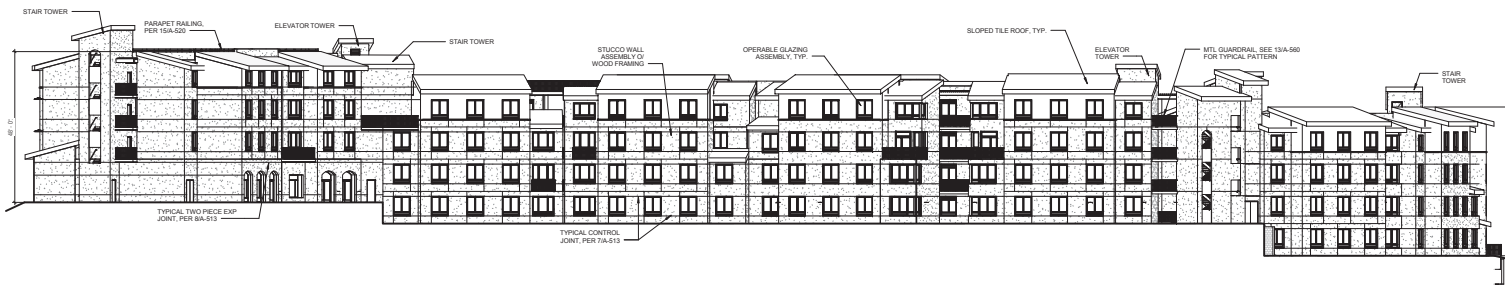 STAIR TOWER
PARAPET RAILING,
PER 15/A-520
ELEVATOR TOWER
STAIR TOWER
STUCCO WALL
ASSEMBLY O/
WOOD FRAMING
OPERABLE GLAZING
ASSEMBLY, TYP.
SLOPED TILE ROOF, TYP.
ELEVATOR
TOWER
MTL GUARDRAIL, SEE 13/A-560
FOR TYPICAL PATTERN
STAIR
TOWER
48' - 0"
TYPICAL TWO PIECE EXP
JOINT, PER 8/A-513
TYPICAL CONTROL
JOINT, PER 7/A-513